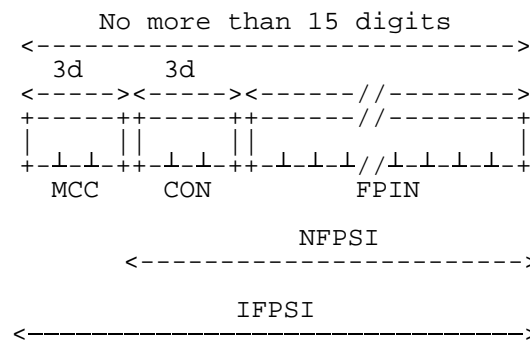 No more than 15 digits
3d 3d
MCC CON FPIN
NFPSI
IFPSI